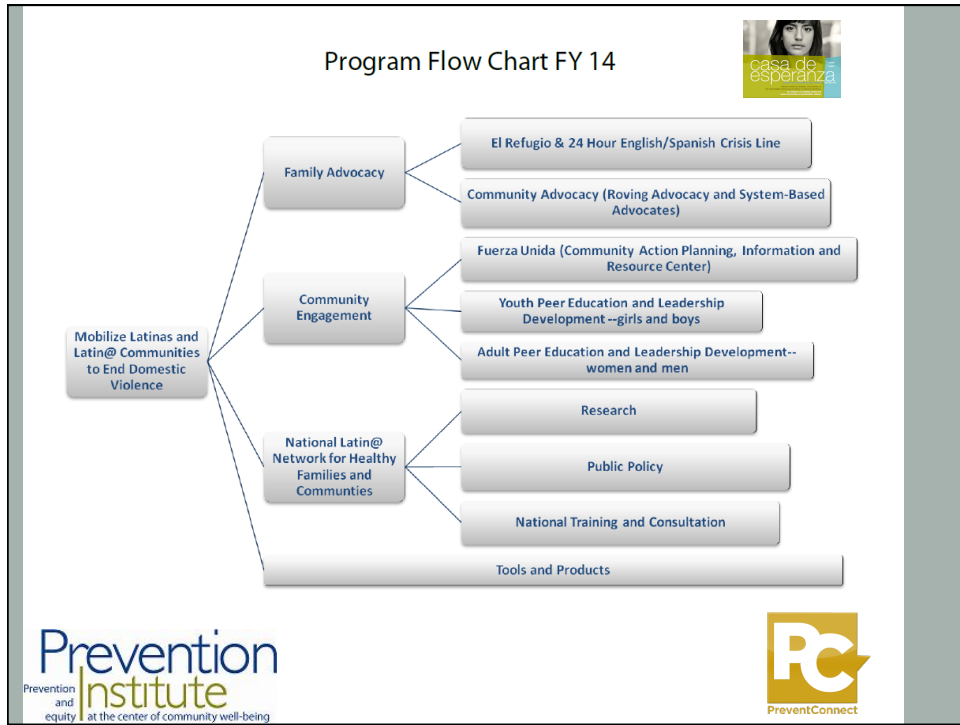 Program Flow Chart FY 14
casa de
esperanza
El Refugio & 24 Hour English/Spanish Crisis Line
Family Advocacy
Community Advocacy (Roving Advocacy and System-Based
Advocates)
Fuerza Unida (Community Action Planning, Information and
Resource Center)
Community
Engagement
Youth Peer Education and Leadership
Development --girls and boys
Mobilize Latinas and
Latin@ Communities
to End Domestic
Violence
Adult Peer Education and Leadership Development--
women and men
Research
National Latin@
Network for Healthy
Families and
Communties
Public Policy
National Training and Consultation
Tools and Products
Prevention
Institute
Prevention
and
equity at the center of community well-being
PC
PreventConnect